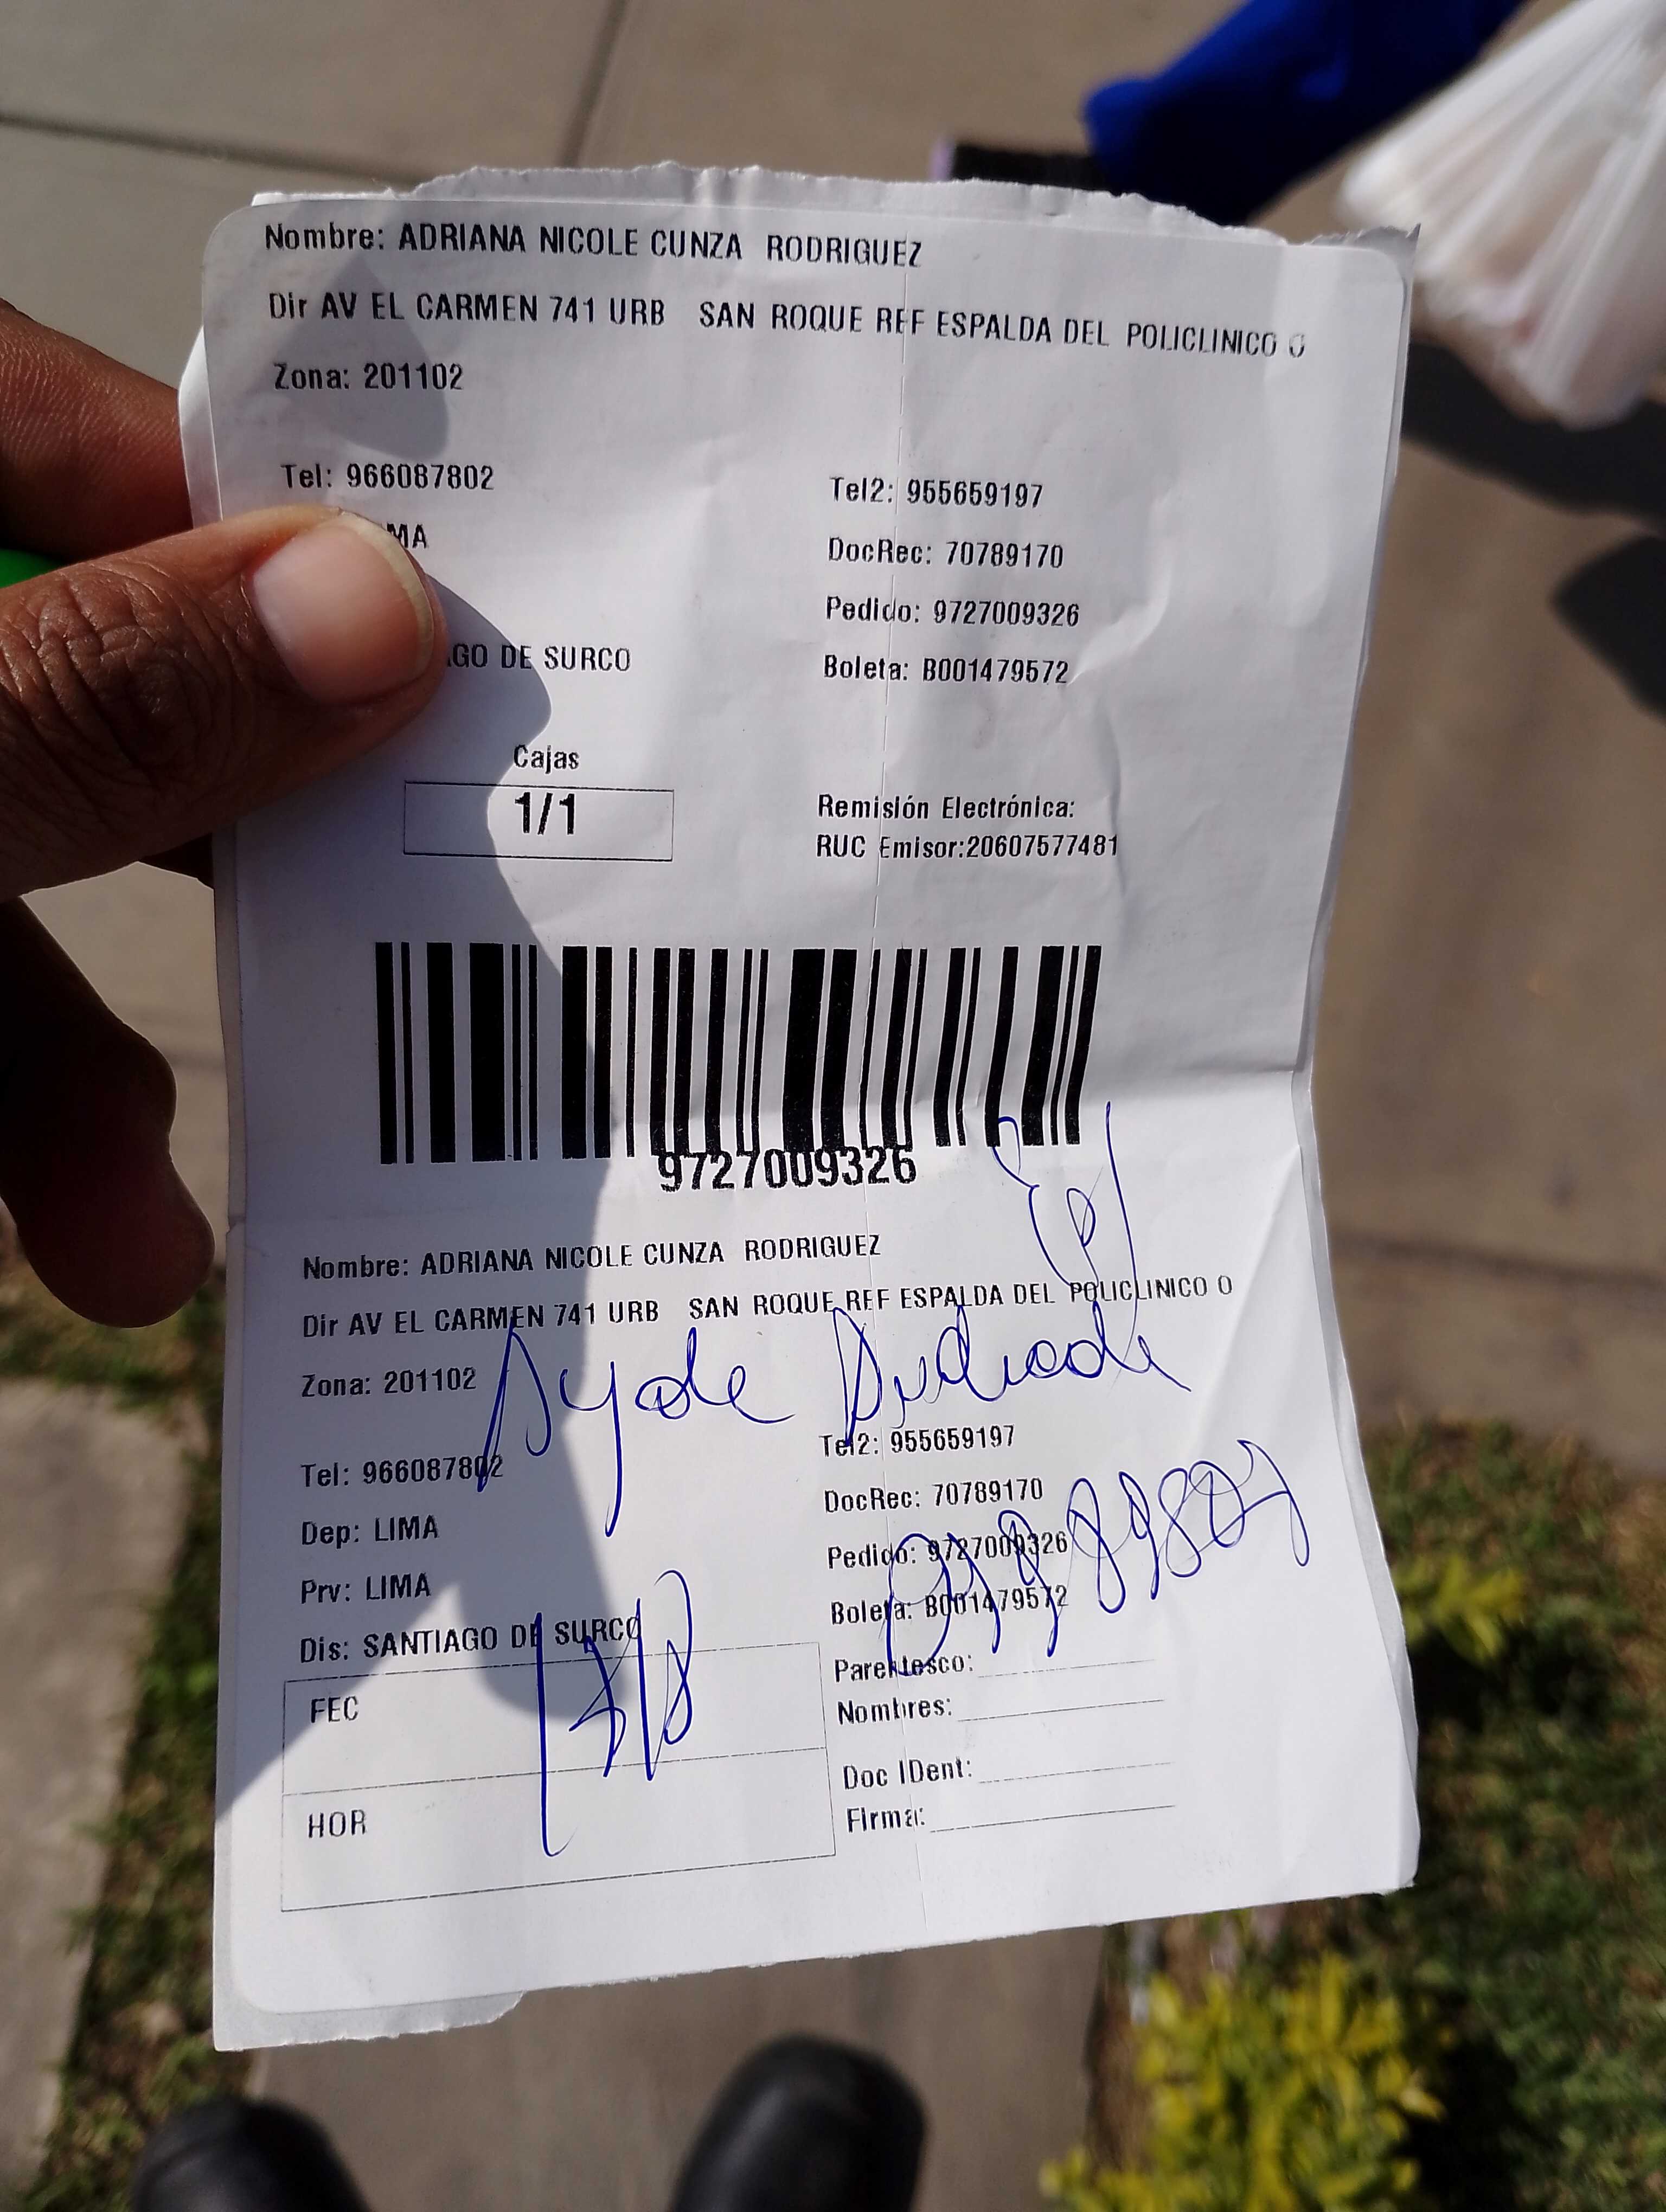 Nombre: ADRIANA NICOLE CUNZA RODRIGUEZ
Dir AV EL CARMEN 741 URB SAN ROQUE REF ESPALDA DEL POLICLINICO O
Zona: 201102
Tel: 966087802 Tel2: 955659197
DocRec: 70789170
Pedido: 9727009326
DE SURCO Boleta: B001479572
Cajas
1/1
Remisión Electrónica:
RUC Emisor:20607577481
9727009326
Nombre: ADRIANA NICOLE CUNZA RODRIGUEZ
Dir AV EL CARMEN 741 URB SAN ROQUE REF ESPALDA DEL POLICLINICO O
Zona: 201102
Tel: 966087802 Tel2: 955659197
DocRec: 70789170
Dep: LIMA
Pedido: 9727009326
Prv: LIMA
Boleta: B001479572
Dis: SANTIAGO DE SURCO
Parentesco:
FEC
Nombres:
Doc IDent:
HOR
Firma: